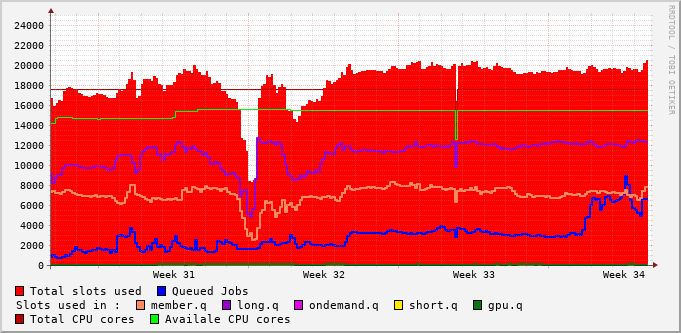 24000
22000
20000
18000
16000
14000
12000
10000
8000
6000
4000
2000
0
Week 31 Week 32 Week 33 Week 34
RRDTOOL / TOBI OETIKER
Total slots used Queued Jobs
Slots used in : member.q long.q ondemand.q short.q gpu.q
Total CPU cores Availale CPU cores